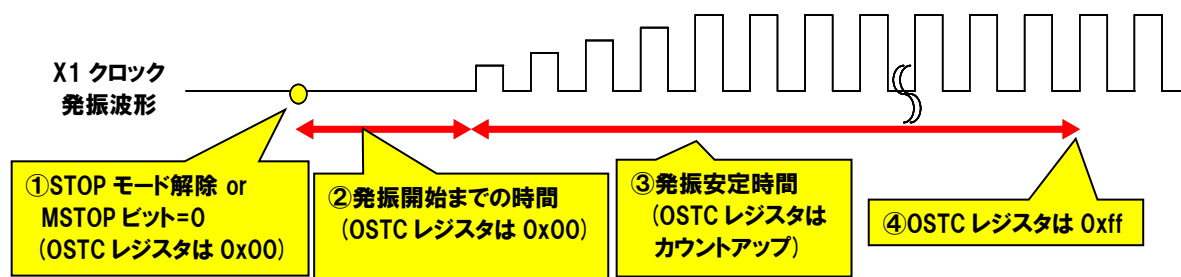 X1 クロック
発振波形
①STOP モード解除 or
MSTOP ビット=0
(OSTC レジスタは 0x00)
②発振開始までの時間
(OSTC レジスタは 0x00)
③発振安定時間
(OSTC レジスタは
カウントアップ)
④OSTC レジスタは 0xff